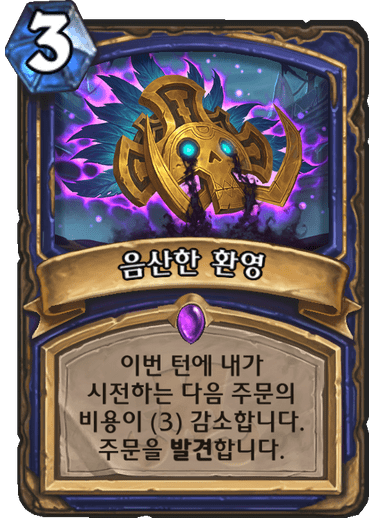 3
음산한 환영
이번 턴에 내가
시전하는 다음 주문의
비용이 (3) 감소합니다.
주문을 발견합니다.